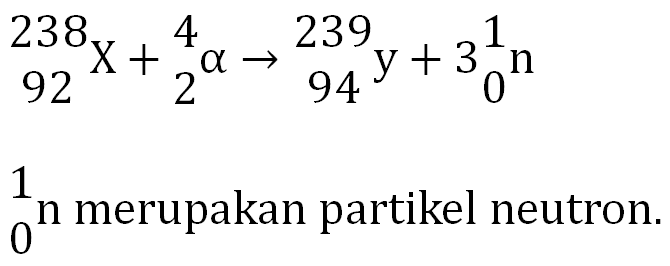 ²³⁸₉₂X + ⁴₂α → ²³⁹₉₄y + 3¹₀n
¹₀n merupakan partikel neutron.